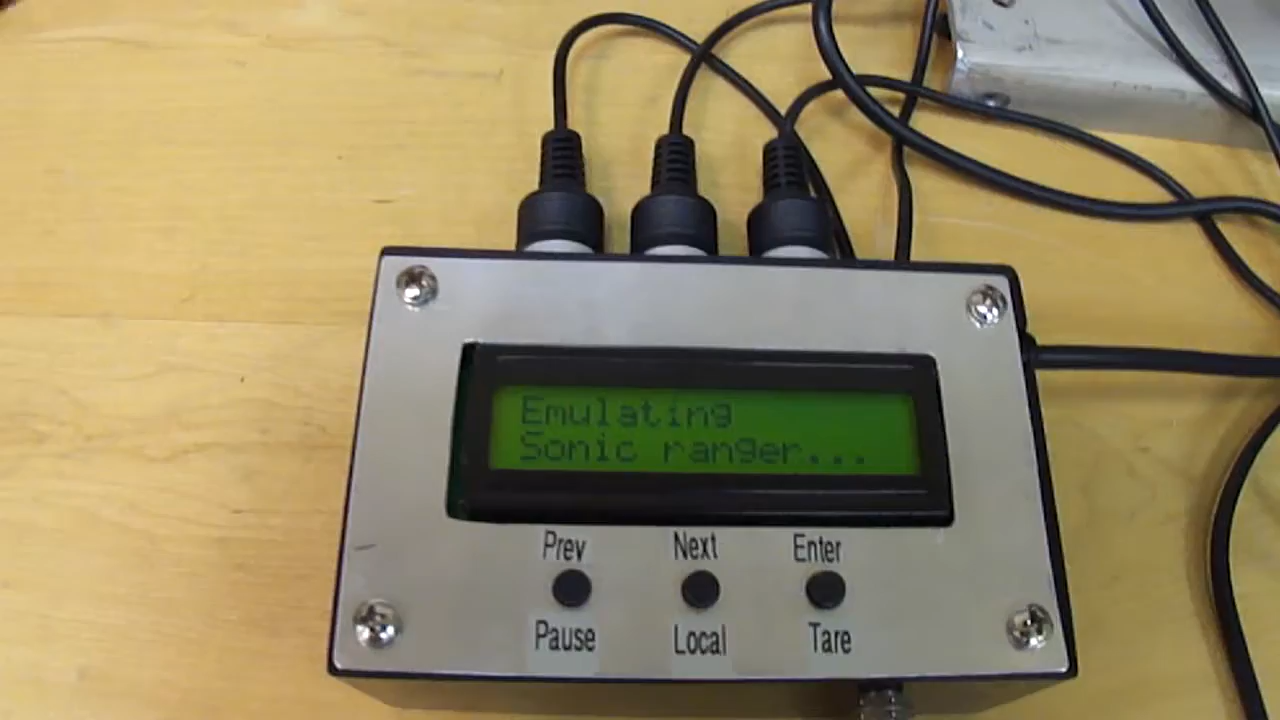 Emulating
Sonic ranger...
Prev Next Enter
Pause Local Tare